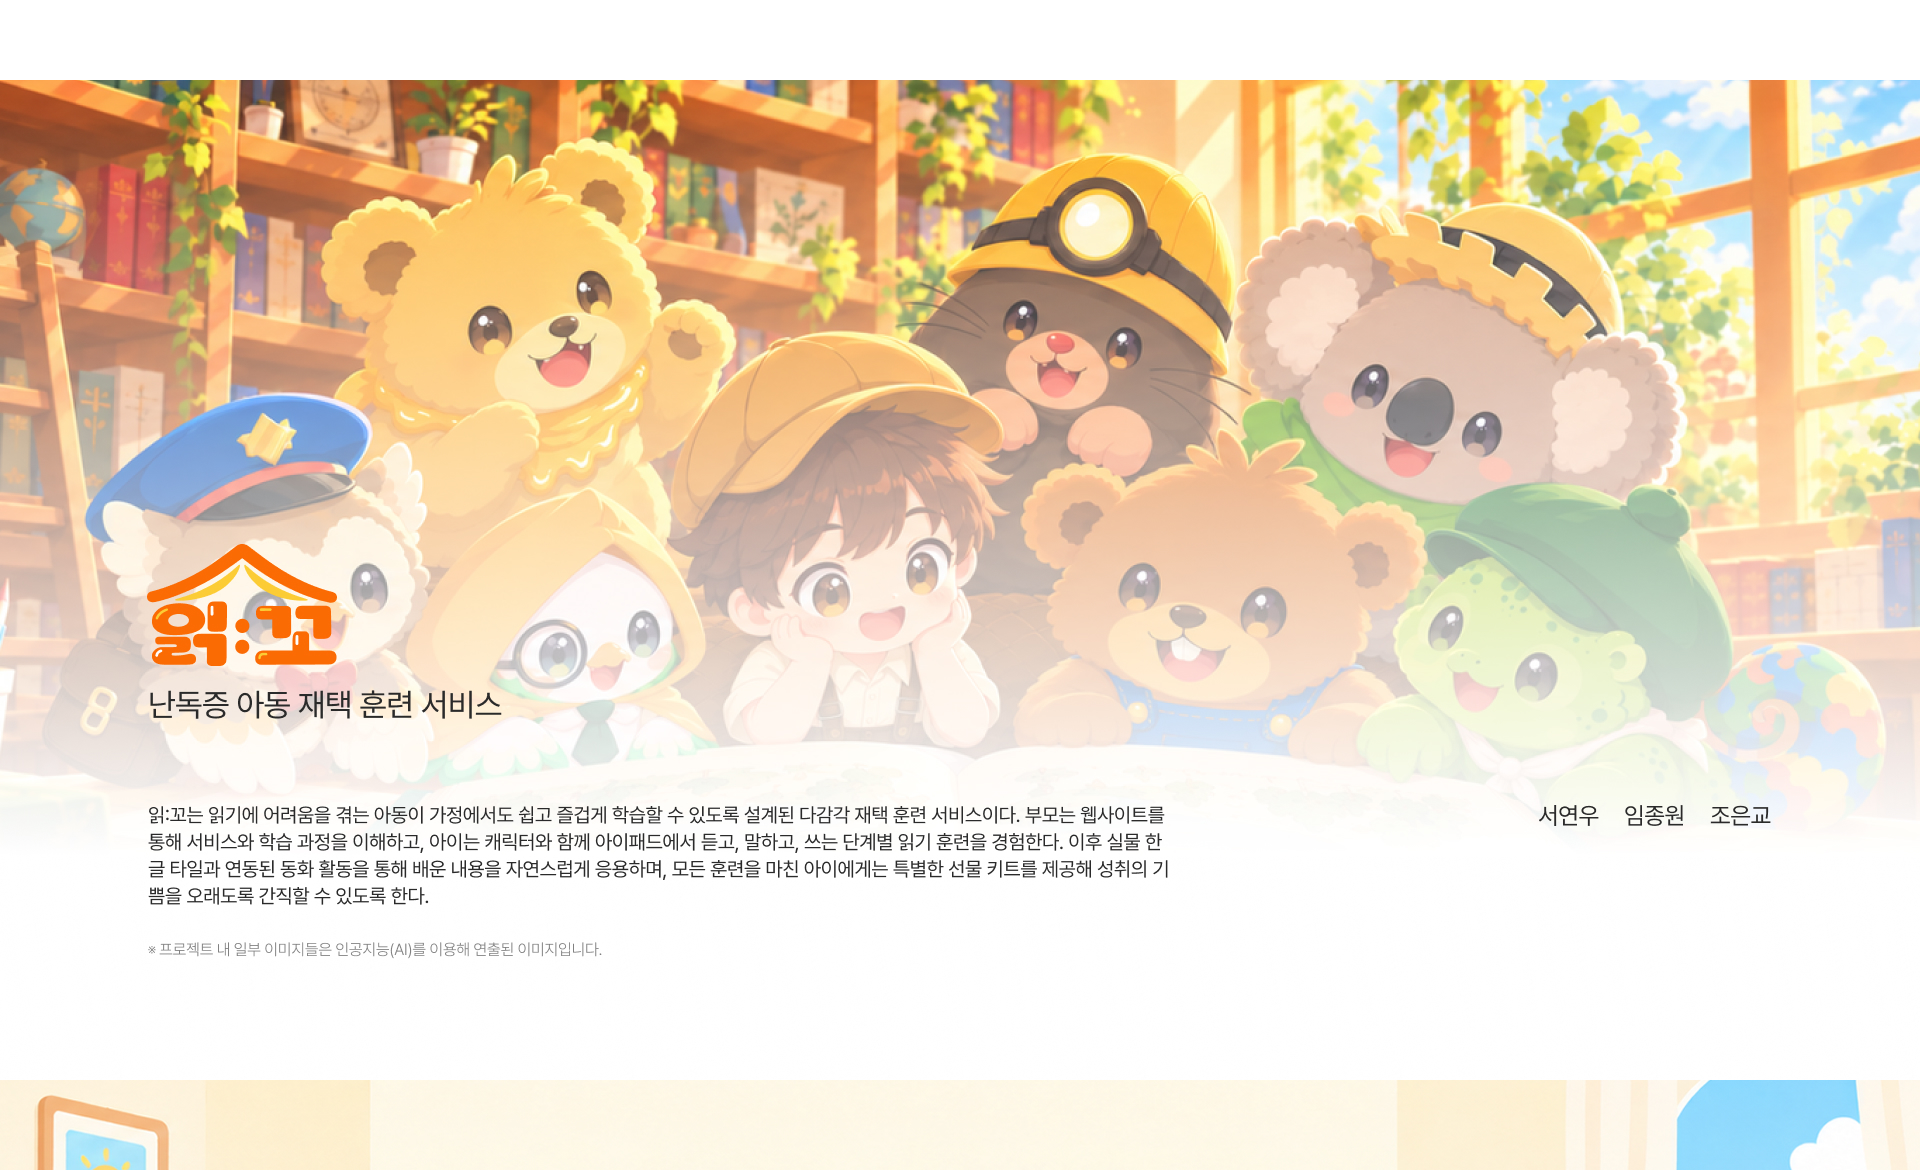 읽:꼬
8
난독증 아동 재택 훈련 서비스
읽:꼬는 읽기에 어려움을 겪는 아동이 가정에서도 쉽고 즐겁게 학습할 수 있도록 설계된 다감각 재택 훈련 서비스이다. 부모는 웹사이트를
통해 서비스와 학습 과정을 이해하고, 아이는 캐릭터와 함께 아이패드에서 듣고, 말하고, 쓰는 단계별 읽기 훈련을 경험한다. 이후 실물 한
글 타일과 연동된 동화 활동을 통해 배운 내용을 자연스럽게 응용하며, 모든 훈련을 마친 아이에게는 특별한 선물 키트를 제공해 성취의 기
쁨을 오래도록 간직할 수 있도록 한다.
서연우 임종원 조은교
※ 프로젝트 내 일부 이미지들은 인공지능(AI)를 이용해 연출된 이미지입니다.